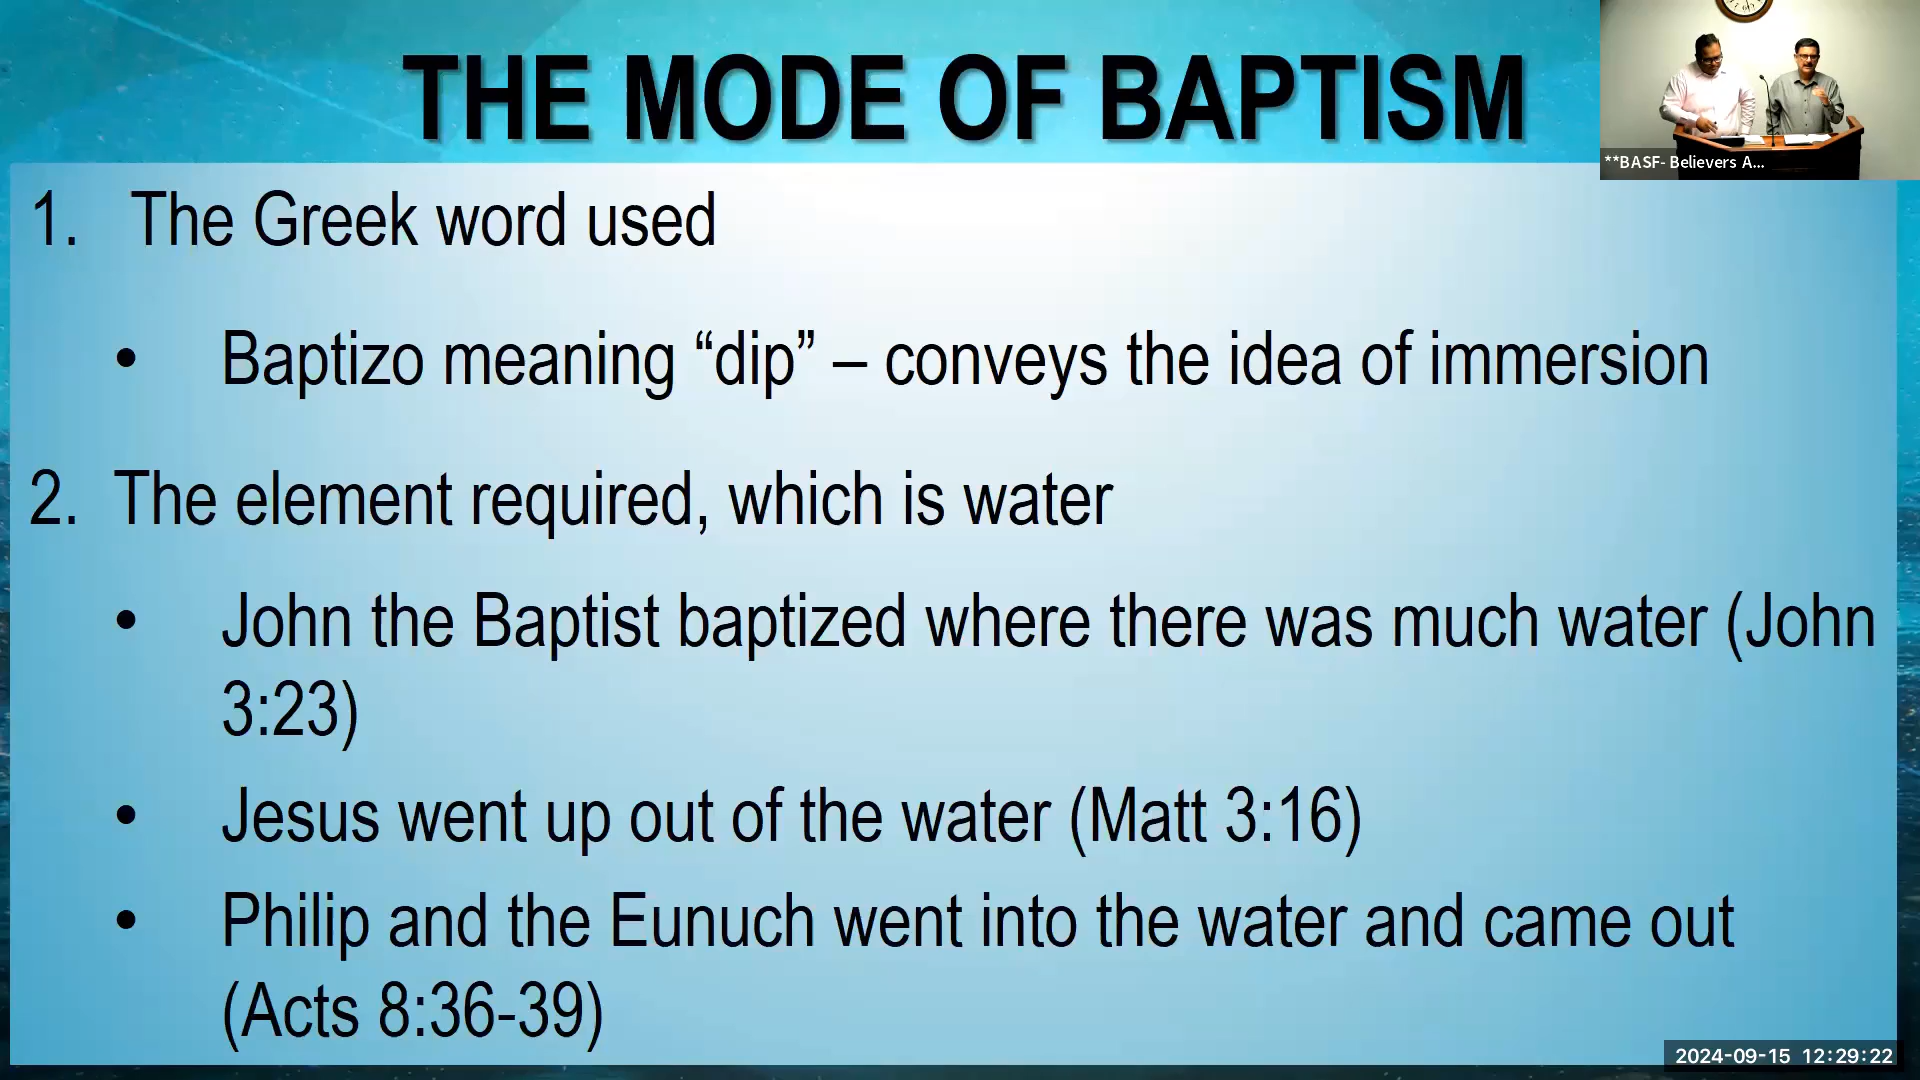 THE MODE OF BAPTISM
**BASF- Believers A...
1. The Greek word used
• Baptizo meaning “dip” – conveys the idea of immersion
2. The element required, which is water
• John the Baptist baptized where there was much water (John
3:23)
• Jesus went up out of the water (Matt 3:16)
• Philip and the Eunuch went into the water and came out
(Acts 8:36-39)
2024-09-15 12:29:22